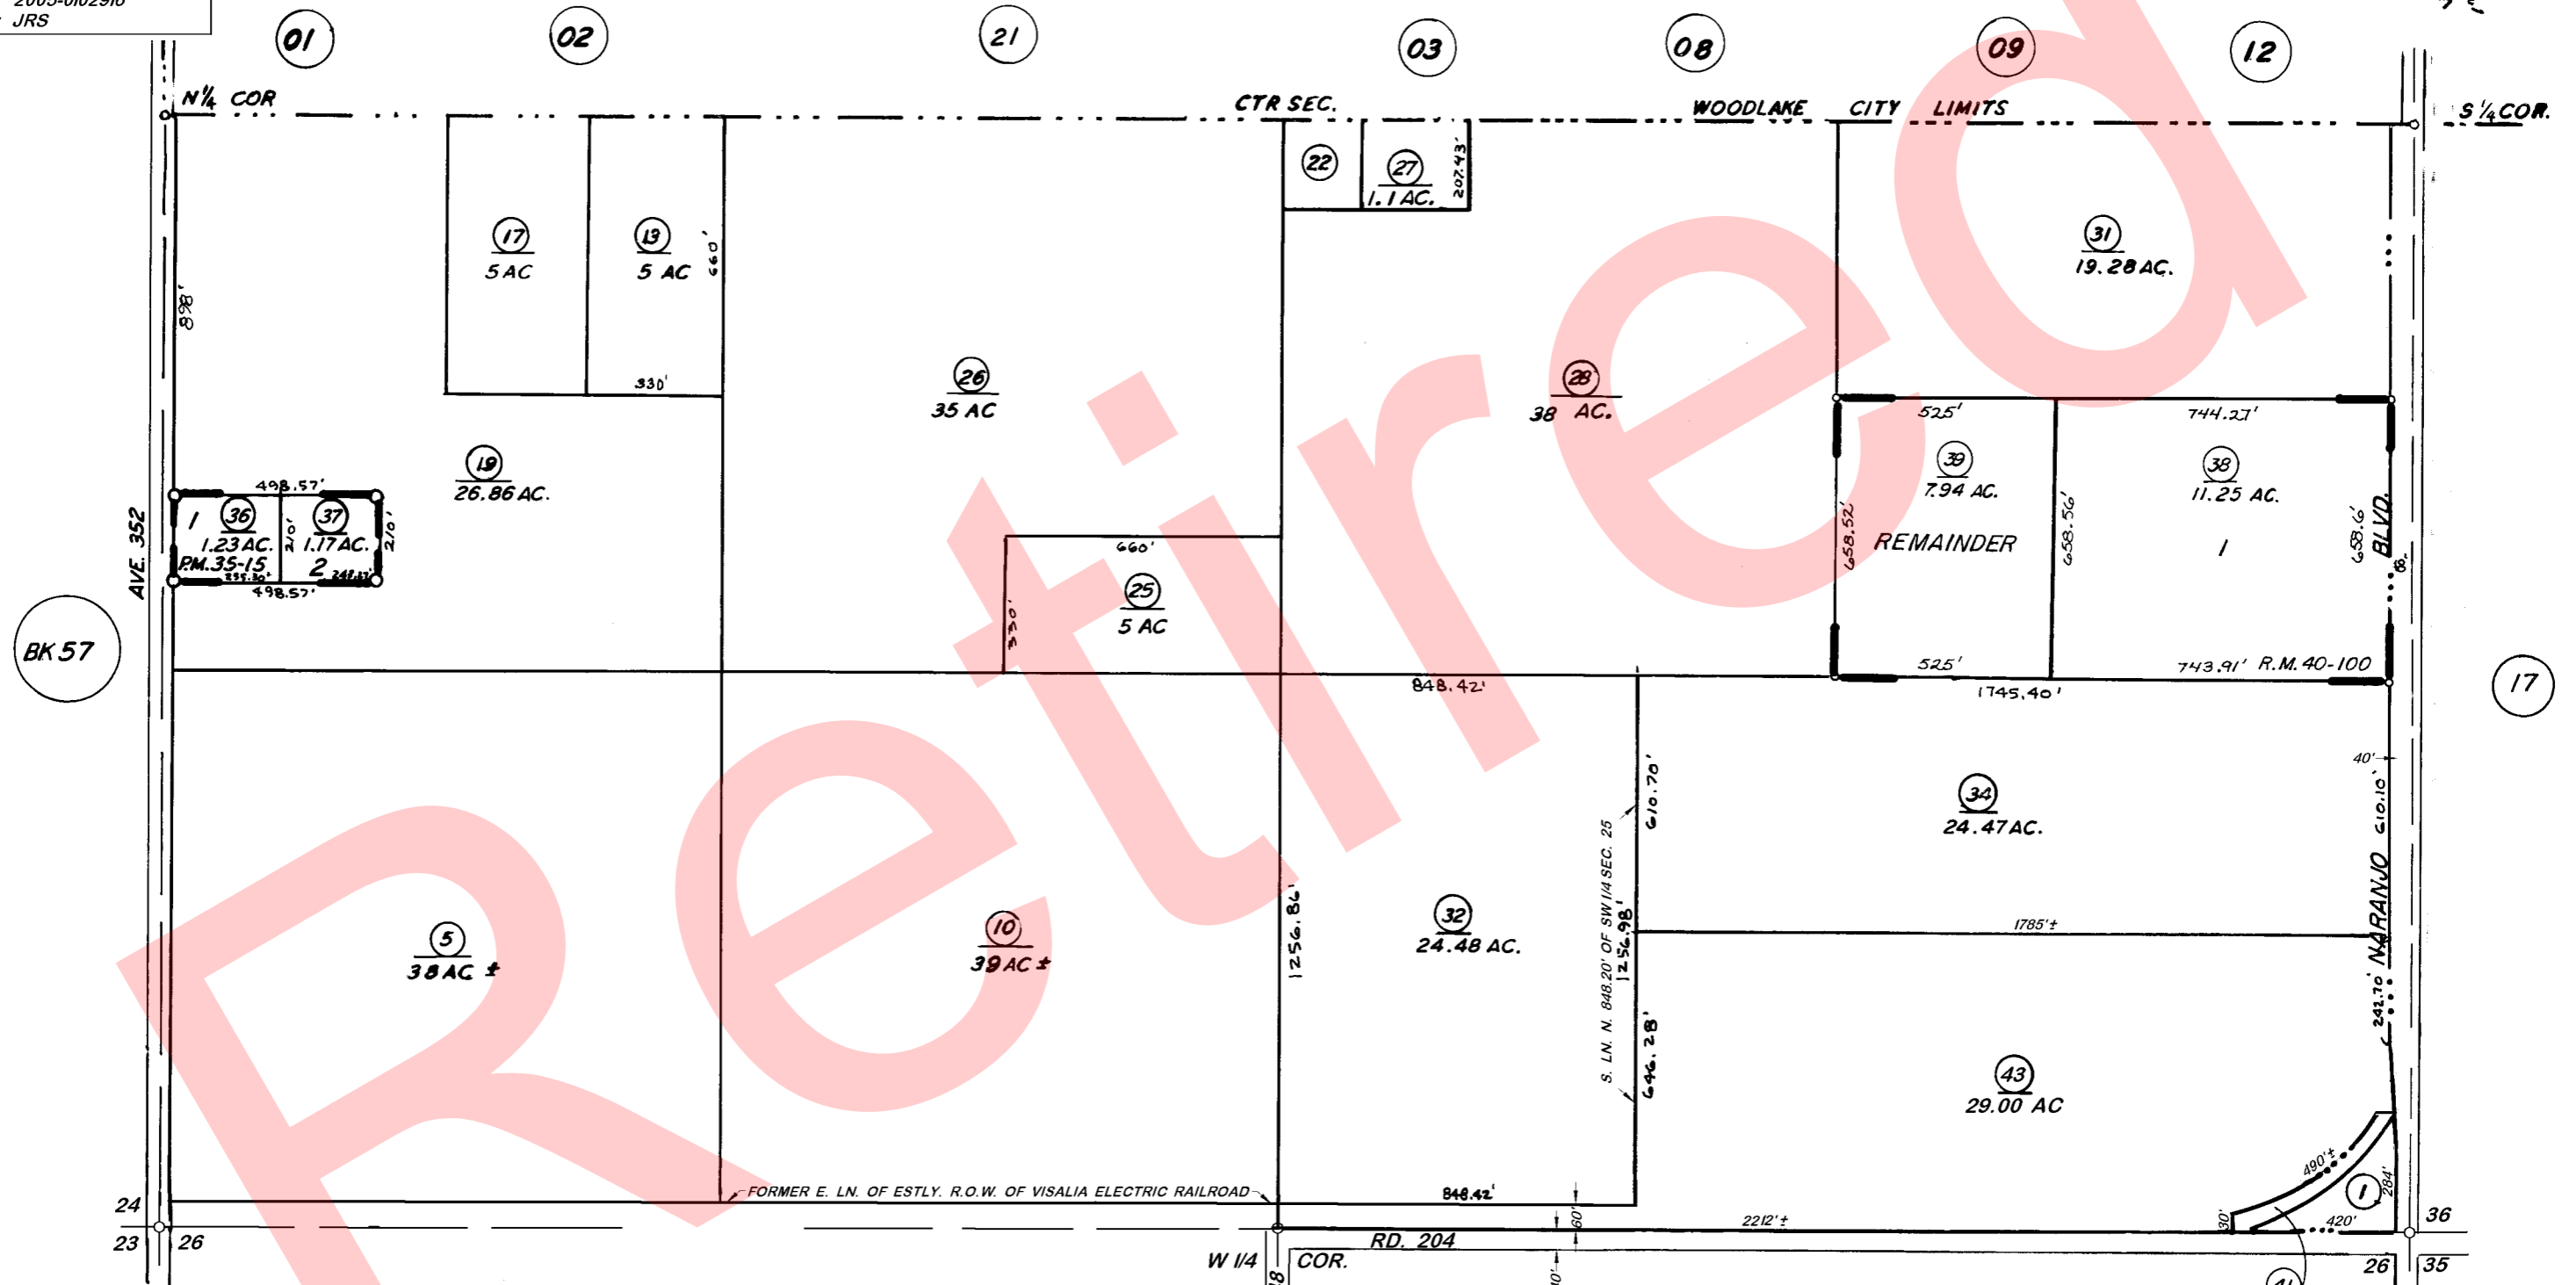 2005-0102916
JRS
01
02
21
03
08
09
12
N 1/4 COR
CTR SEC.
WOODLAKE CITY LIMITS
S 1/4 COR.
22
27
1.1 AC.
207.43'
17
5 AC
13
5 AC
660'
31
19.28 AC.
898'
330'
26
35 AC
28
38 AC.
525'
744.27'
19
26.86 AC.
39
7.94 AC.
38
11.25 AC.
498.57'
1
36
1.23 AC.
210'
37
1.17 AC.
210'
P.M. 35-15
2
498.57'
AVE. 352
658.52'
REMAINDER
658.56'
1
658.6'
BLVD.
660'
25
5 AC
330'
BK 57
848.42'
525'
743.91' R.M. 40-100
1745.40'
17
40'
610.70'
34
24.47 AC.
610.10'
NARANJO
S. LN. N. 848.20' OF SW 1/4 SEC. 25
1256.98'
1256.86'
5
38 AC ±
10
39 AC ±
32
24.48 AC.
1785'±
242.70'
646.28'
43
29.00 AC
490'±
1
284'
FORMER E. LN. OF ESTLY. R.O.W. OF VISALIA ELECTRIC RAILROAD
848.42'
60'
2212'±
30'
420'
24
23
26
RD. 204
W 1/4 COR.
36
26
35
41
Retired